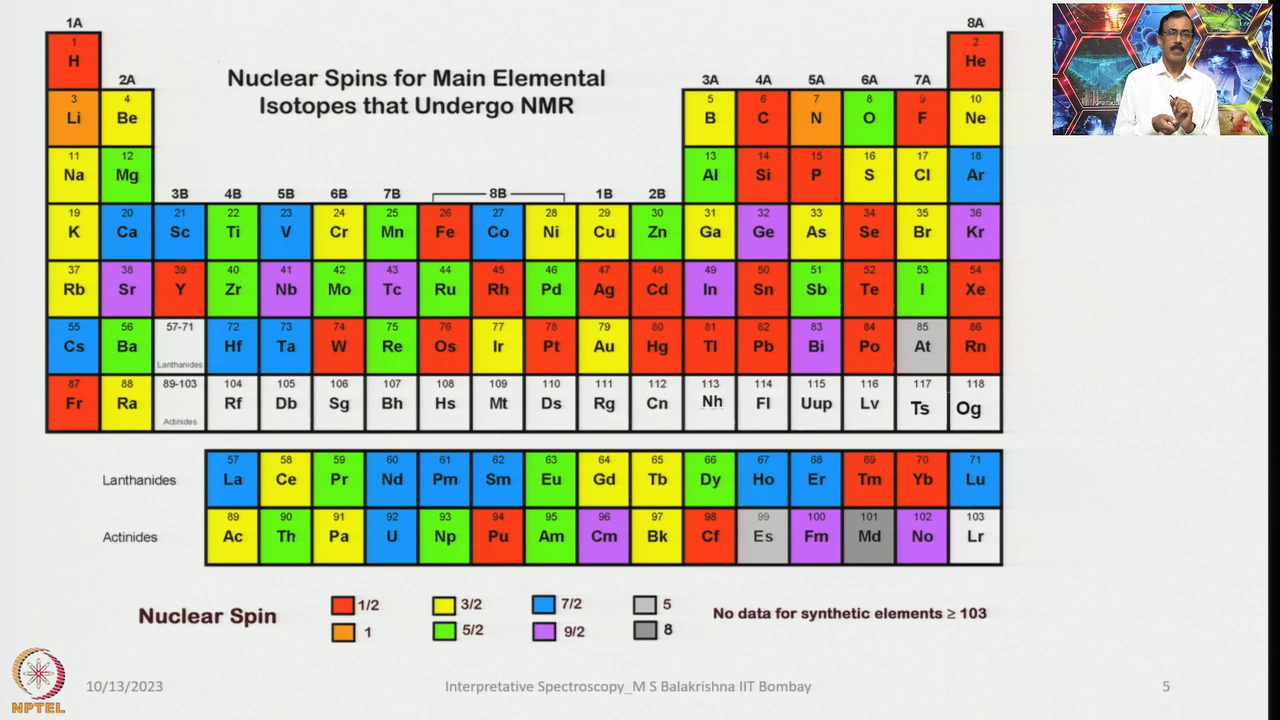 1A 8A
1 2
H He
2A 3A 4A 5A 6A 7A
Nuclear Spins for Main Elemental
Isotopes that Undergo NMR
3 4 5 6 7 8 9 10
Li Be B C N O F Ne
11 12 13 14 15 16 17 18
Na Mg Al Si P S Cl Ar
3B 4B 5B 6B 7B 8B 1B 2B
19 20 21 22 23 24 25 26 27 28 29 30 31 32 33 34 35 36
K Ca Sc Ti V Cr Mn Fe Co Ni Cu Zn Ga Ge As Se Br Kr
37 38 39 40 41 42 43 44 45 46 47 48 49 50 51 52 53 54
Rb Sr Y Zr Nb Mo Tc Ru Rh Pd Ag Cd In Sn Sb Te I Xe
55 56 57-71 72 73 74 75 76 77 78 79 80 81 82 83 84 85 86
Cs Ba Lanthanides Hf Ta W Re Os Ir Pt Au Hg Tl Pb Bi Po At Rn
87 88 89-103 104 105 106 107 108 109 110 111 112 113 114 115 116 117 118
Fr Ra Actinides Rf Db Sg Bh Hs Mt Ds Rg Cn Nh Fl Uup Lv Ts Og
57 58 59 60 61 62 63 64 65 66 67 68 69 70 71
Lanthanides La Ce Pr Nd Pm Sm Eu Gd Tb Dy Ho Er Tm Yb Lu
89 90 91 92 93 94 95 96 97 98 99 100 101 102 103
Actinides Ac Th Pa U Np Pu Am Cm Bk Cf Es Fm Md No Lr
Nuclear Spin
1/2 3/2 7/2 5
1 5/2 9/2 8
No data for synthetic elements ≥ 103
NPTEL
10/13/2023 Interpretative Spectroscopy_M S Balakrishna IIT Bombay 5